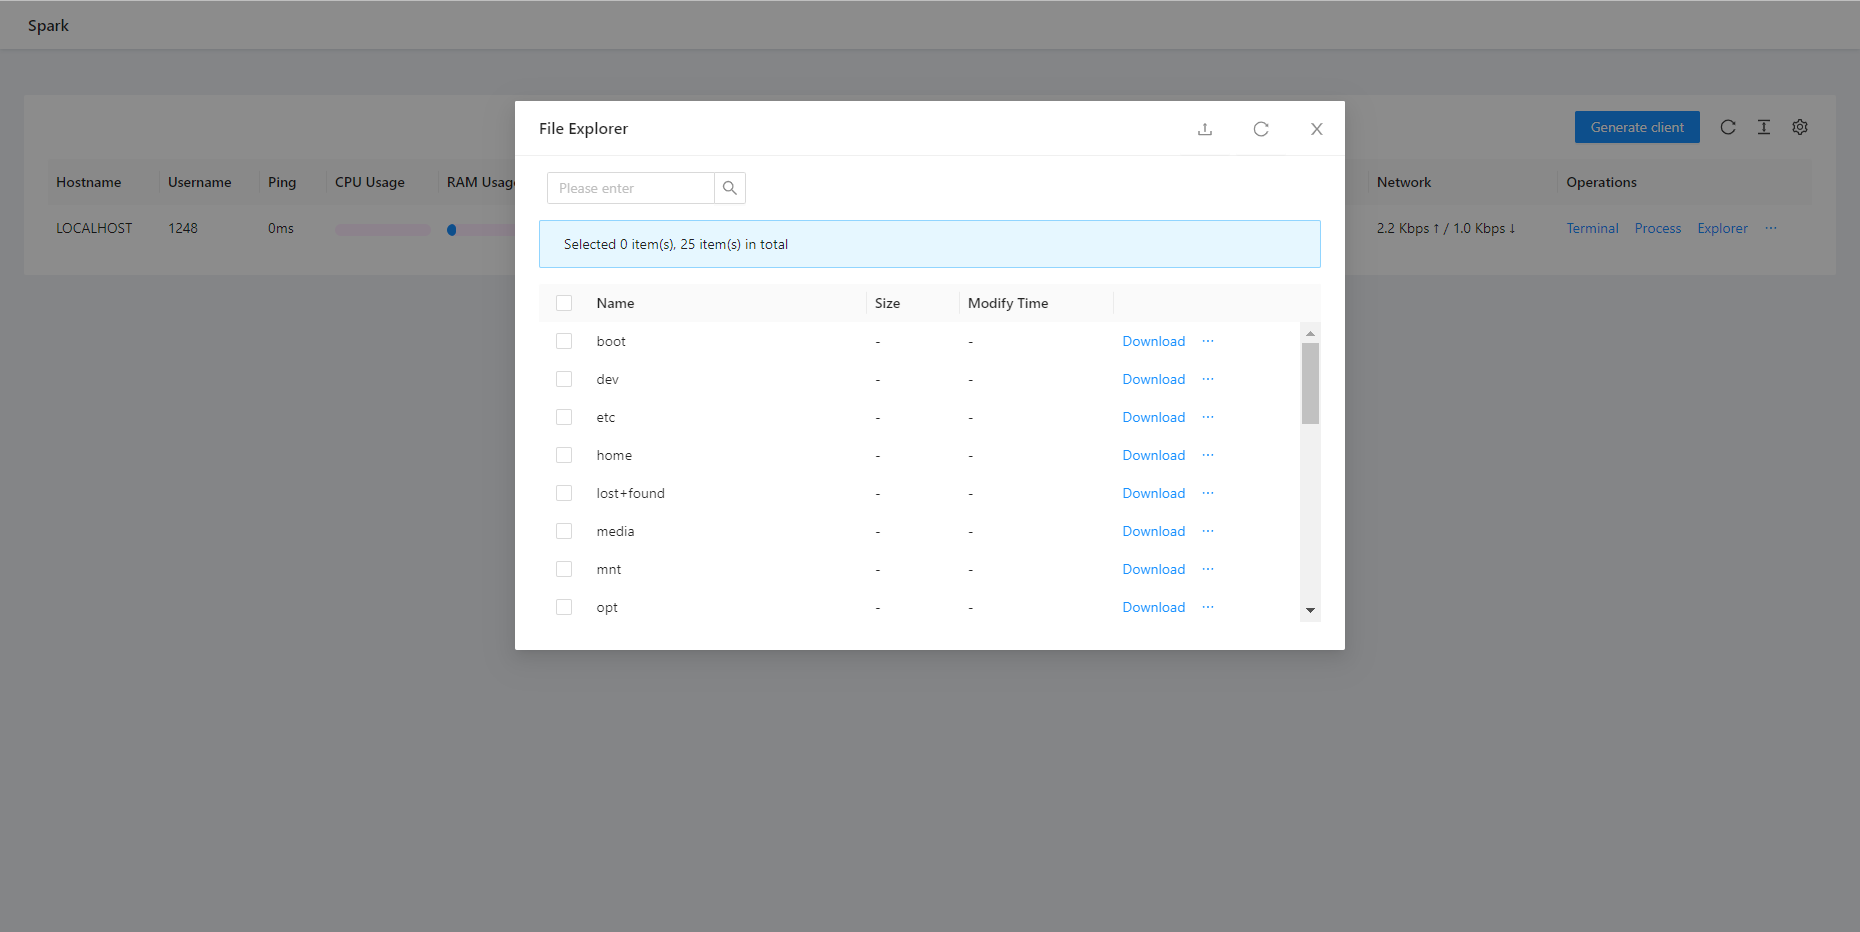 Spark
Generate client
Hostname Username Ping CPU Usage RAM Usag Network Operations
LOCALHOST 1248 0ms 2.2 Kbps ↑ / 1.0 Kbps ↓ Terminal Process Explorer ···
File Explorer
Please enter
Selected 0 item(s), 25 item(s) in total
Name Size Modify Time
boot - - Download ···
dev - - Download ···
etc - - Download ···
home - - Download ···
lost+found - - Download ···
media - - Download ···
mnt - - Download ···
opt - - Download ···